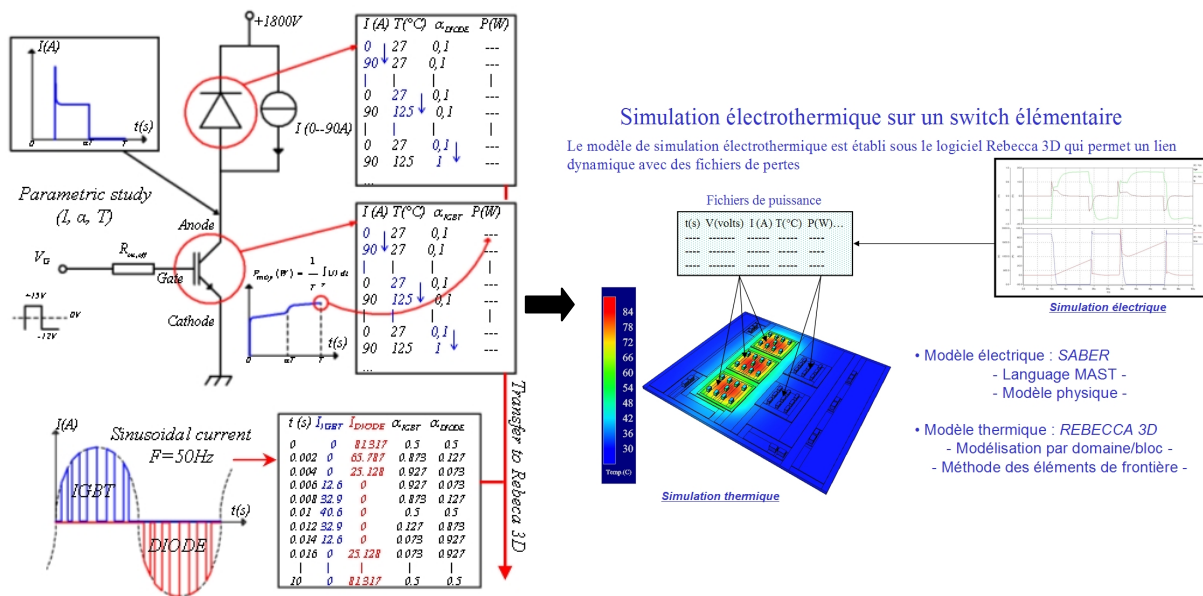 +1800V
I(A)
t(s)
0
αT
T
I (0--90A)
I (A) T(°C) α_DIODE P(W)
0 27 0,1 ---
90 27 0,1 ---
| | | |
0 27 0,1 ---
90 125 0,1 ---
| | | |
0 27 0,1 ---
90 125 1 ---
...
Parametric study
(I, α, T)
Anode
V_G
R_on,off
Gate
Cathode
+15V
0V
-12V
I (A) T(°C) α_IGBT P(W)
0 27 0,1 ---
90 27 0,1 ---
| | | |
0 27 0,1 ---
90 125 0,1 ---
| | | |
0 27 0,1 ---
90 125 1 ---
...
t(s)
0
αT
T
I(A)
Sinusoidal current
F=50Hz
IGBT
t(s)
DIODE
t (s) I_IGBT I_DIODE α_IGBT α_DIODE
0 0 81.317 0.5 0.5
0.002 0 65.787 0.873 0.127
0.004 0 25.128 0.927 0.073
0.006 12.6 0 0.927 0.073
0.008 32.9 0 0.873 0.127
0.01 40.6 0 0.5 0.5
0.012 32.9 0 0.127 0.873
0.014 12.6 0 0.073 0.927
0.016 0 25.128 0.073 0.927
| | | | |
10 0 81.317 0.5 0.5
Transfer to Rebeca 3D
Simulation électrothermique sur un switch élémentaire
Le modèle de simulation électrothermique est établi sous le logiciel Rebecca 3D qui permet un lien
dynamique avec des fichiers de pertes
Fichiers de puissance
t(s) V(volts) I (A) T(°C) P(W)...
---- ------- ----- ----- ----
---- ------- ----- ----- ----
---- ------- ----- ----- ----
Simulation électrique
84
78
72
66
60
54
48
42
36
30
Temp.(C)
Simulation thermique
• Modèle électrique : SABER
- Language MAST -
- Modèle physique -
• Modèle thermique : REBECCA 3D
- Modélisation par domaine/bloc -
- Méthode des éléments de frontière -